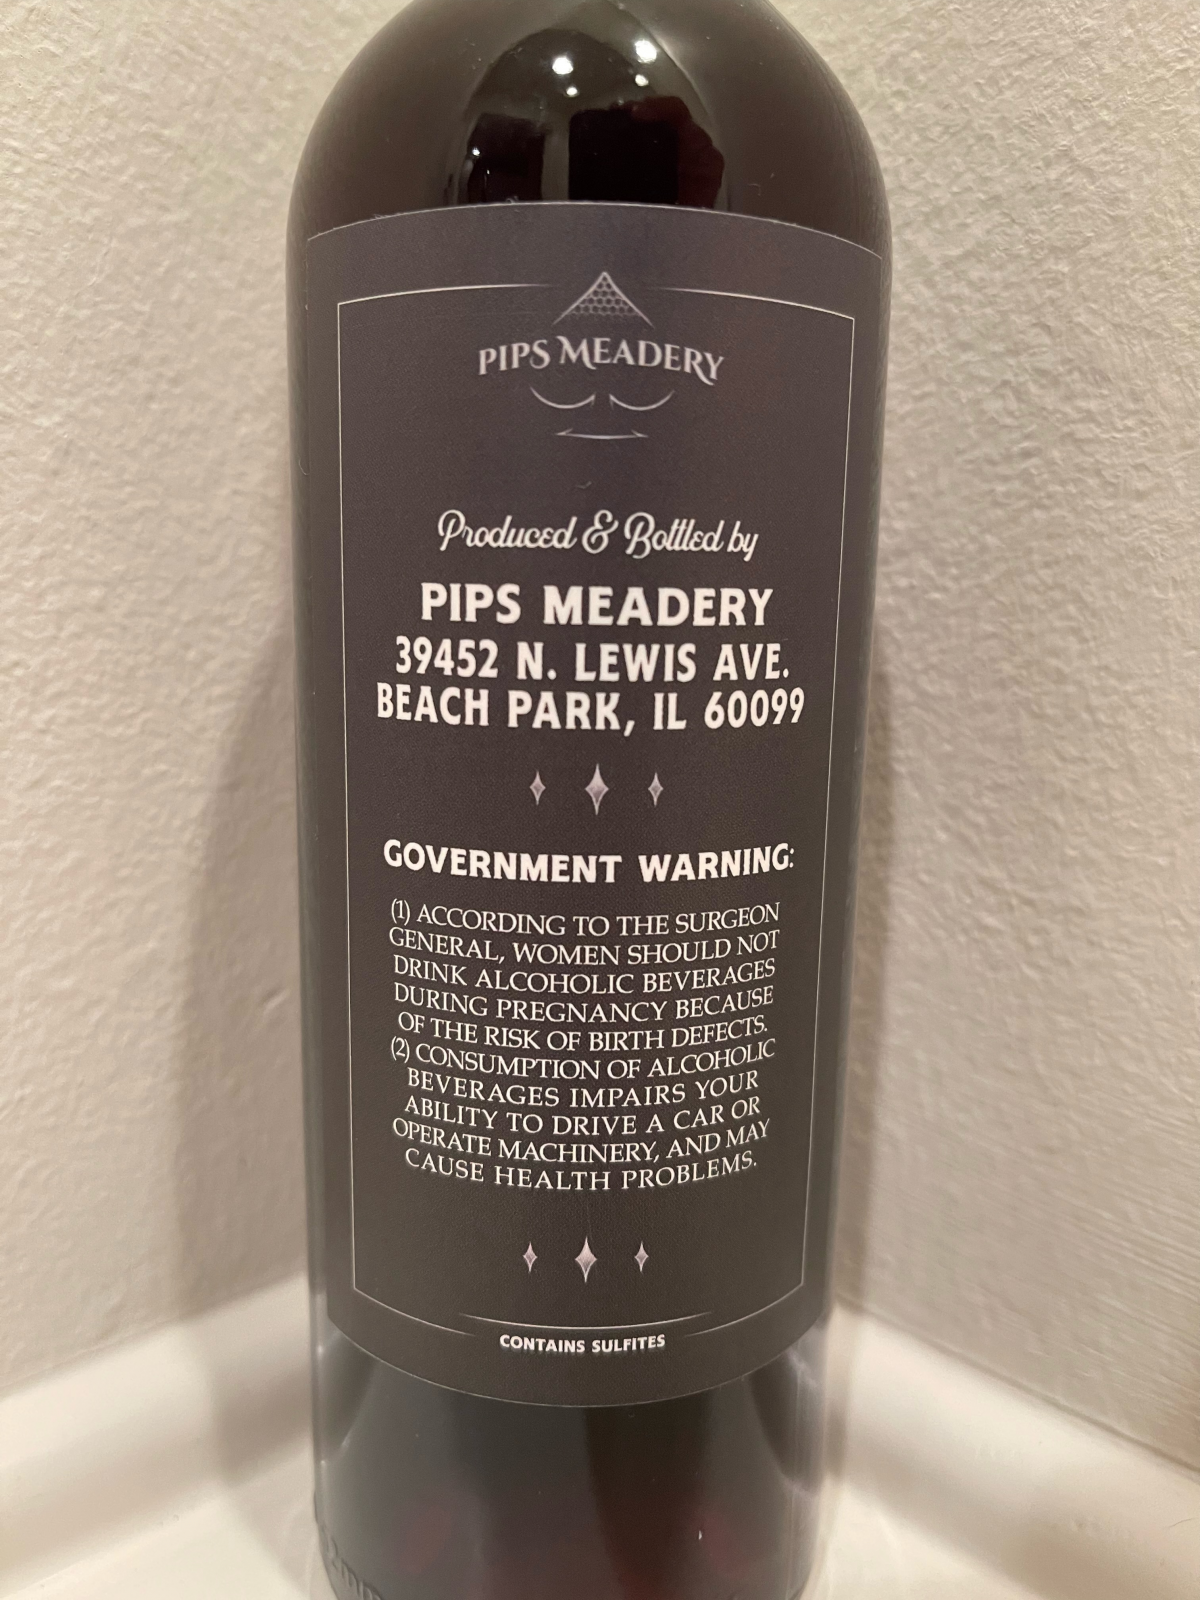 PIPS MEADERY
Produced & Bottled by
PIPS MEADERY
39452 N. LEWIS AVE.
BEACH PARK, IL 60099
GOVERNMENT WARNING:
(1) ACCORDING TO THE SURGEON
GENERAL, WOMEN SHOULD NOT
DRINK ALCOHOLIC BEVERAGES
DURING PREGNANCY BECAUSE
OF THE RISK OF BIRTH DEFECTS.
(2) CONSUMPTION OF ALCOHOLIC
BEVERAGES IMPAIRS YOUR
ABILITY TO DRIVE A CAR OR
OPERATE MACHINERY, AND MAY
CAUSE HEALTH PROBLEMS.
CONTAINS SULFITES